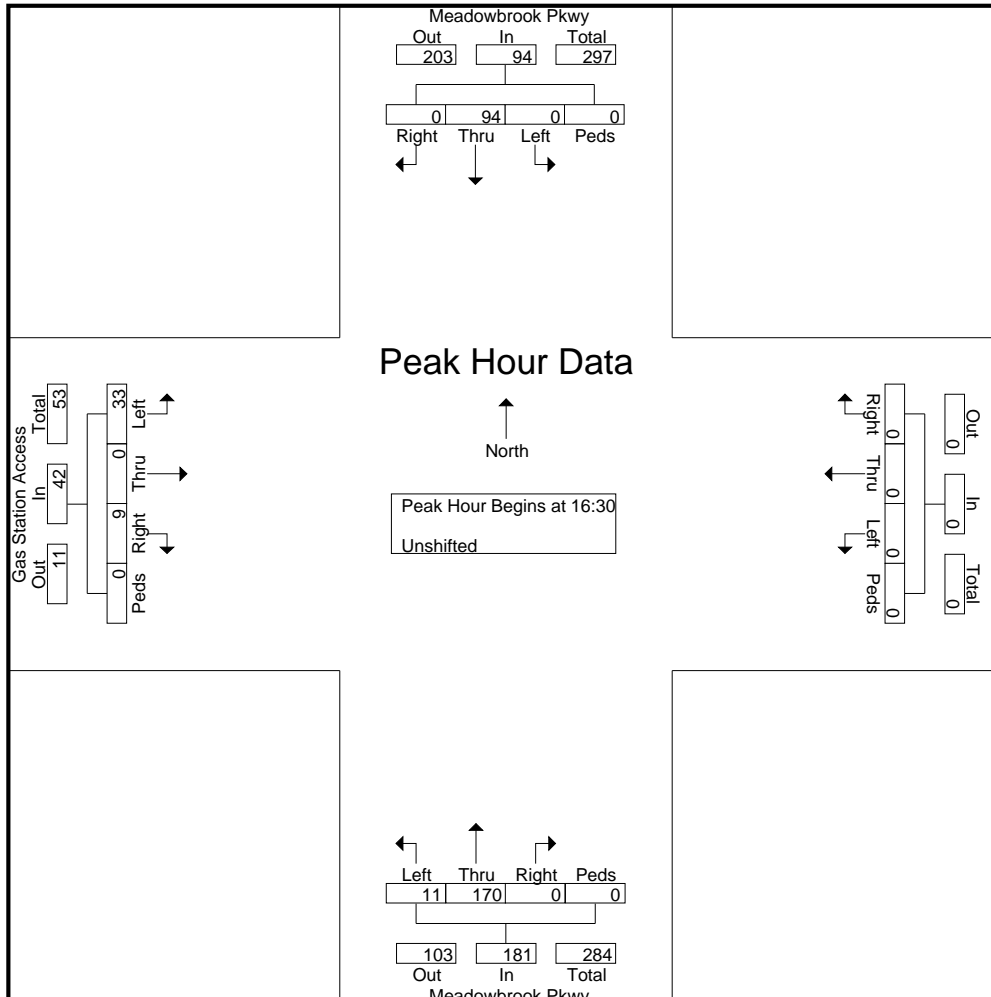 Meadowbrook Pkwy
Out In Total
203 94 297
0 94 0 0
Right Thru Left Peds
Peak Hour Data
North
Peak Hour Begins at 16:30
Unshifted
Gas Station Access
Total In Out
53 42 11
33 0 9 0
Left Thru Right Peds
Right Thru Left Peds
0 0 0 0
Out In Total
0 0 0
Left Thru Right Peds
11 170 0 0
103 181 284
Out In Total
Meadowbrook Pkwy